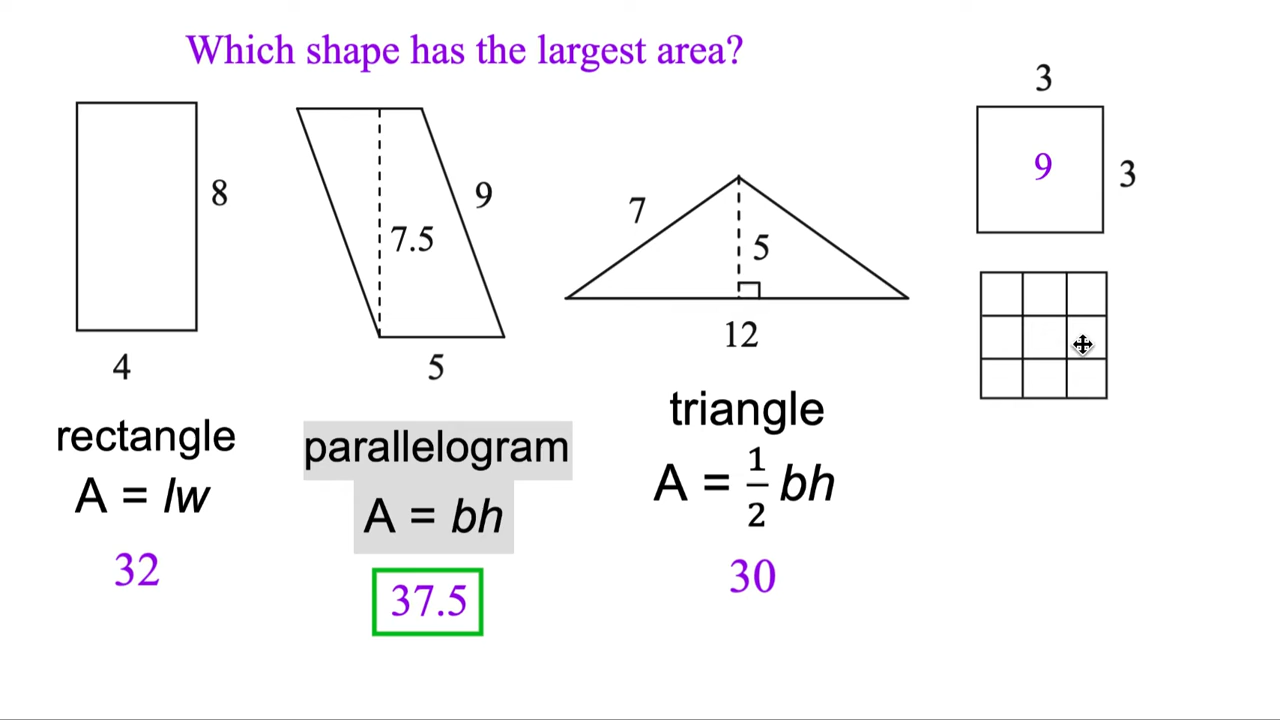 Which shape has the largest area?
8
4
rectangle
A = lw
32
9
7.5
5
parallelogram
A = bh
37.5
7
5
12
triangle
A = 1/2 bh
30
3
9
3